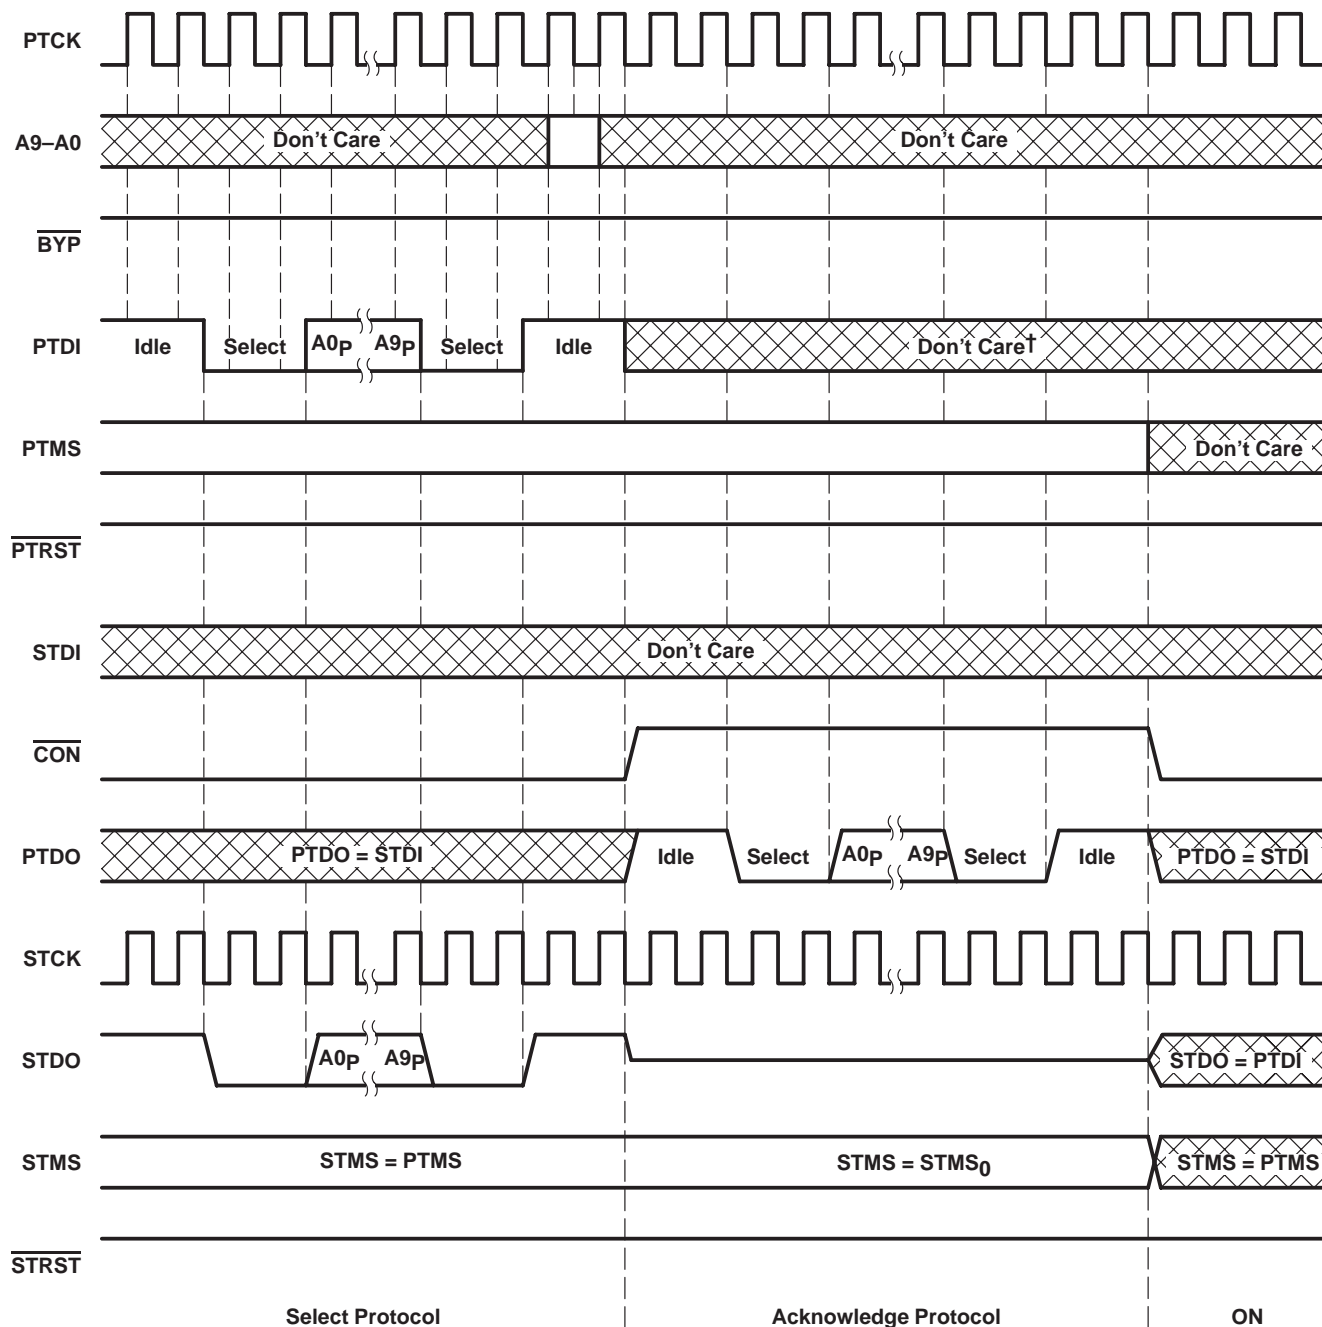 PTCK
A9–A0 Don't Care Don't Care
BYP
PTDI Idle Select A0P A9P Select Idle Don't Care†
PTMS Don't Care
PTRST
STDI Don't Care
CON
PTDO PTDO = STDI Idle Select A0P A9P Select Idle PTDO = STDI
STCK
STDO A0P A9P STDO = PTDI
STMS STMS = PTMS STMS = STMS0 STMS = PTMS
STRST
Select Protocol Acknowledge Protocol ON